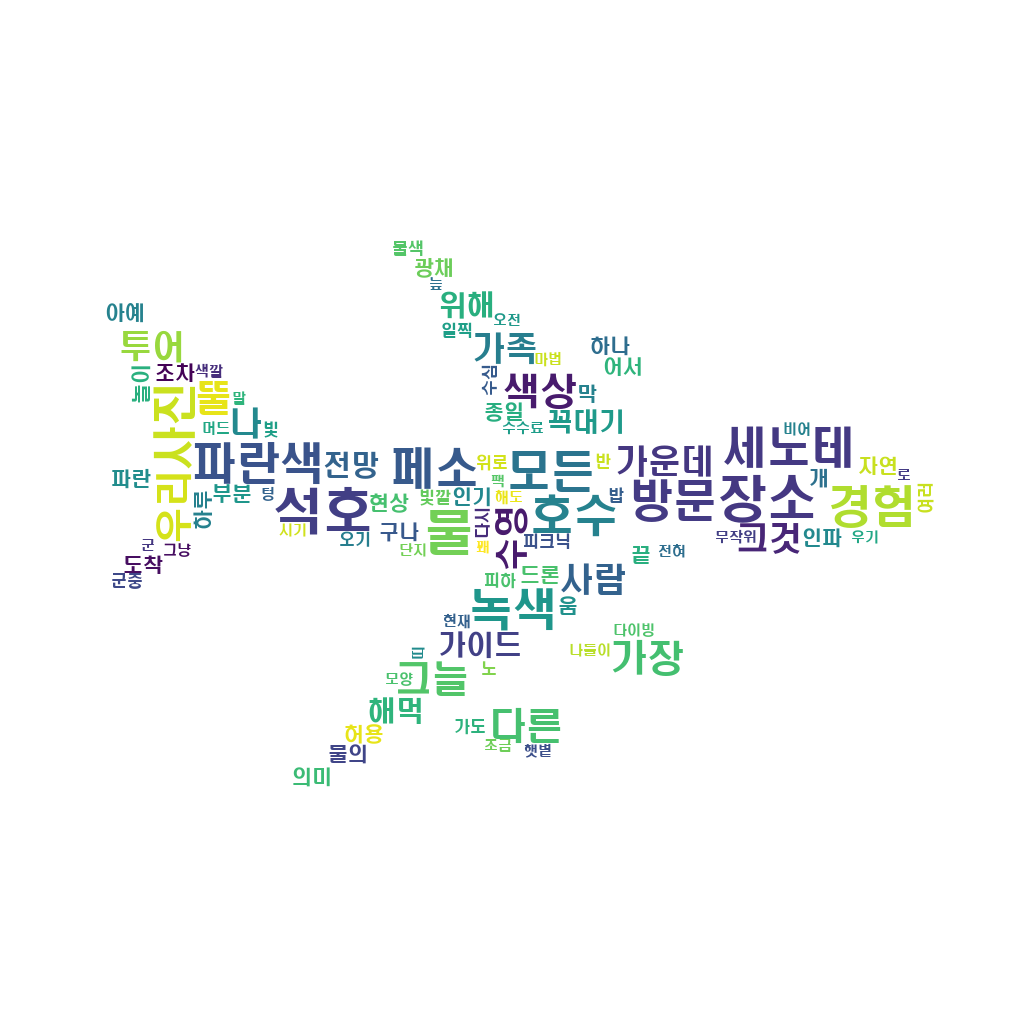 물색
광채
늪
위해
아예
오전
일찍
투어
가족
하나
마법
어서
조차
색깔
놀이
수심
색상
막
뚫
말
종일
꼭대기
사진
나
빛
머드
수수료
비어
세노테
파란색
전망
페소
위로
모든
반
가운데
자연
로
파란
개
팩
우리
하루
부분
텅
석호
현상
빛깔
인기
해도
밥
방문
장소
경험
여러
호수
물
다시
수영
시기
오기
구나
군
그냥
단지
꽤
피크닉
끝
전혀
무작위
그것
인파
우기
도착
군중
피하
드론
사람
녹색
움
현재
다이빙
가이드
나들이
가장
그늘
노
모양
해먹
가도
다른
허용
조금
햇볕
물의
의미